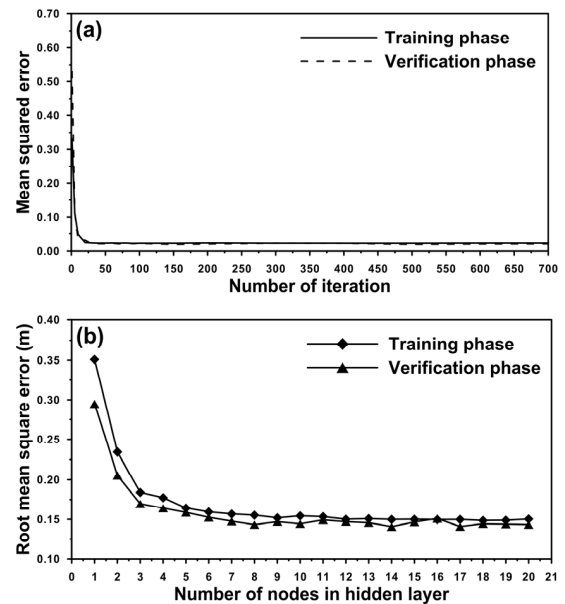 (a)
Training phase
Verification phase
Mean squared error
0.70
0.60
0.50
0.40
0.30
0.20
0.10
0.00
0 50 100 150 200 250 300 350 400 450 500 550 600 650 700
Number of iteration
(b)
Training phase
Verification phase
Root mean square error (m)
0.40
0.35
0.30
0.25
0.20
0.15
0.10
0 1 2 3 4 5 6 7 8 9 10 11 12 13 14 15 16 17 18 19 20 21
Number of nodes in hidden layer